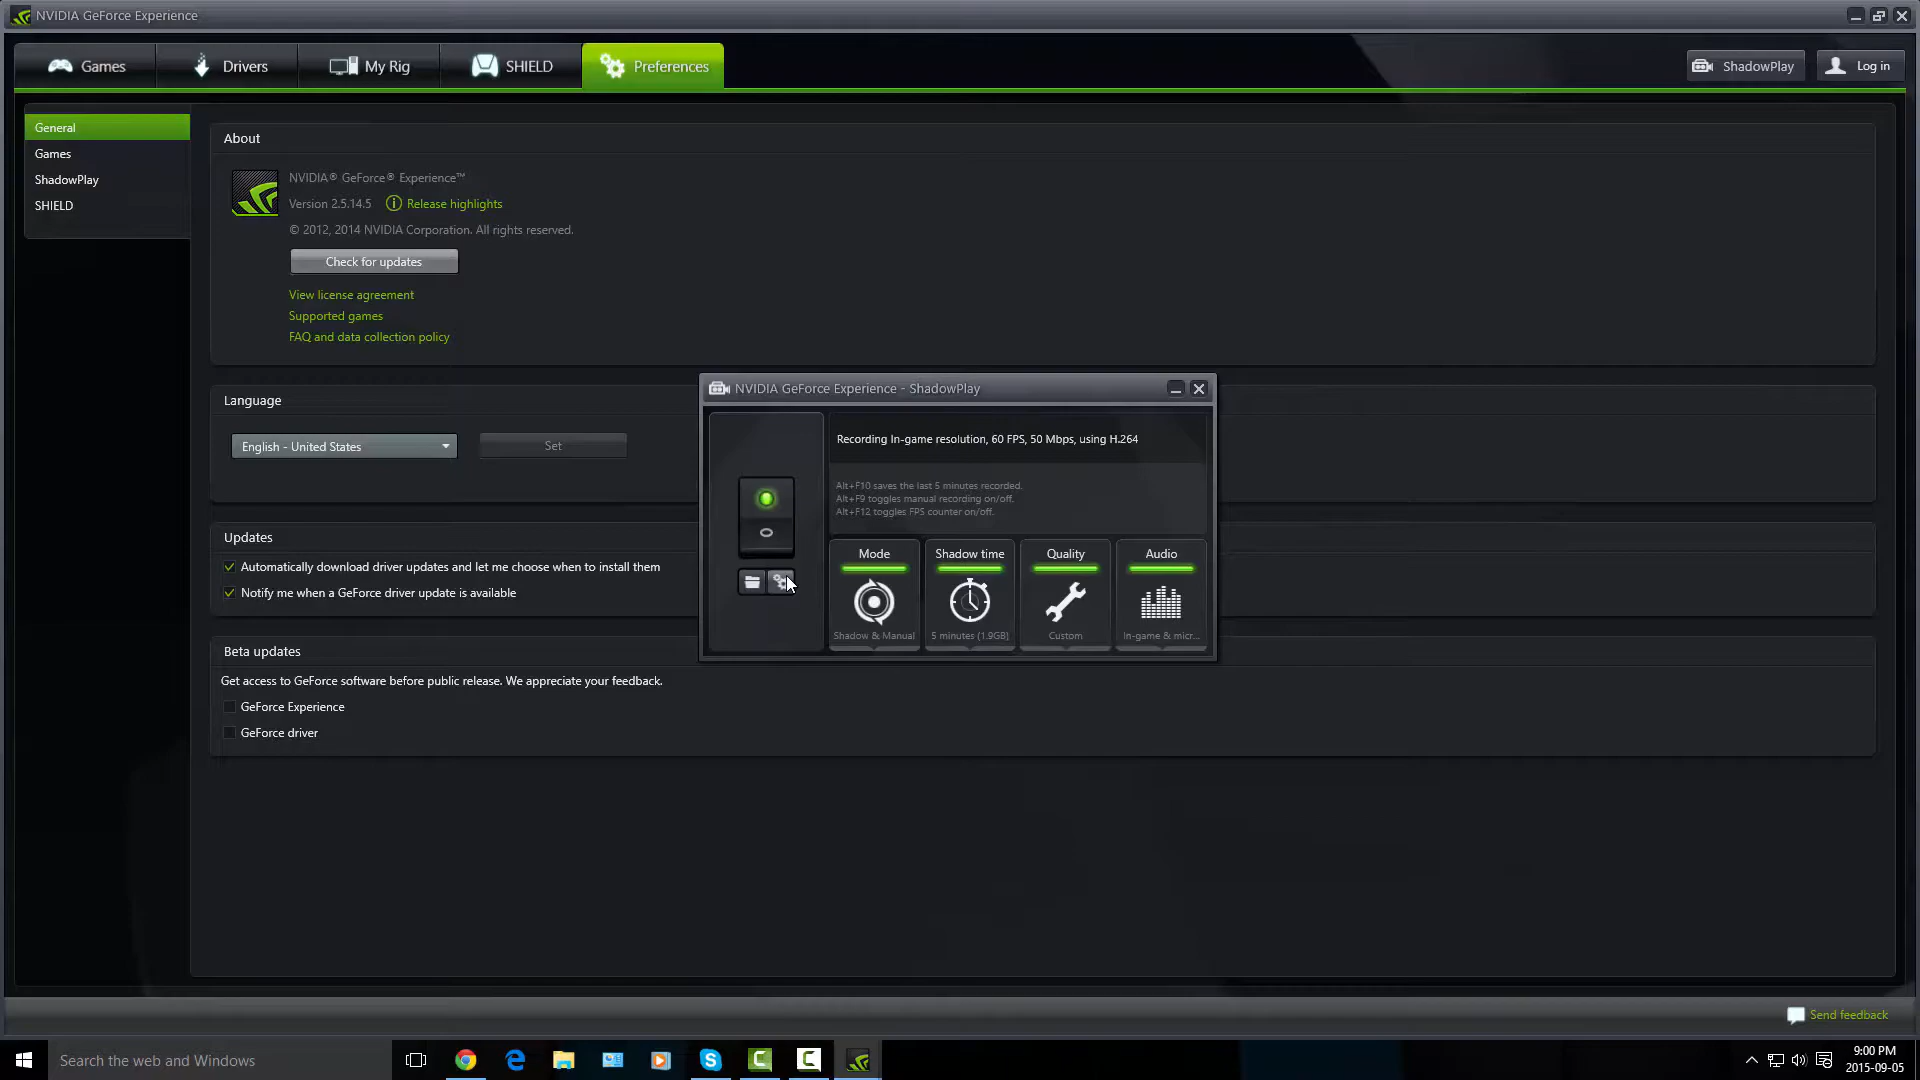 NVIDIA GeForce Experience
Games
Drivers
My Rig
SHIELD
Preferences
ShadowPlay
Log in
General
Games
ShadowPlay
SHIELD
About
NVIDIA® GeForce® Experience™
Version 2.5.14.5
Release highlights
© 2012, 2014 NVIDIA Corporation. All rights reserved.
Check for updates
View license agreement
Supported games
FAQ and data collection policy
Language
English - United States
Set
Updates
Automatically download driver updates and let me choose when to install them
Notify me when a GeForce driver update is available
Beta updates
Get access to GeForce software before public release. We appreciate your feedback.
GeForce Experience
GeForce driver
NVIDIA GeForce Experience - ShadowPlay
Recording In-game resolution, 60 FPS, 50 Mbps, using H.264
Alt+F10 saves the last 5 minutes recorded.
Alt+F9 toggles manual recording on/off.
Alt+F12 toggles FPS counter on/off.
Mode
Shadow & Manual
Shadow time
5 minutes (1.9GB)
Quality
Custom
Audio
In-game & micr...
Send feedback
Search the web and Windows
9:00 PM
2015-09-05